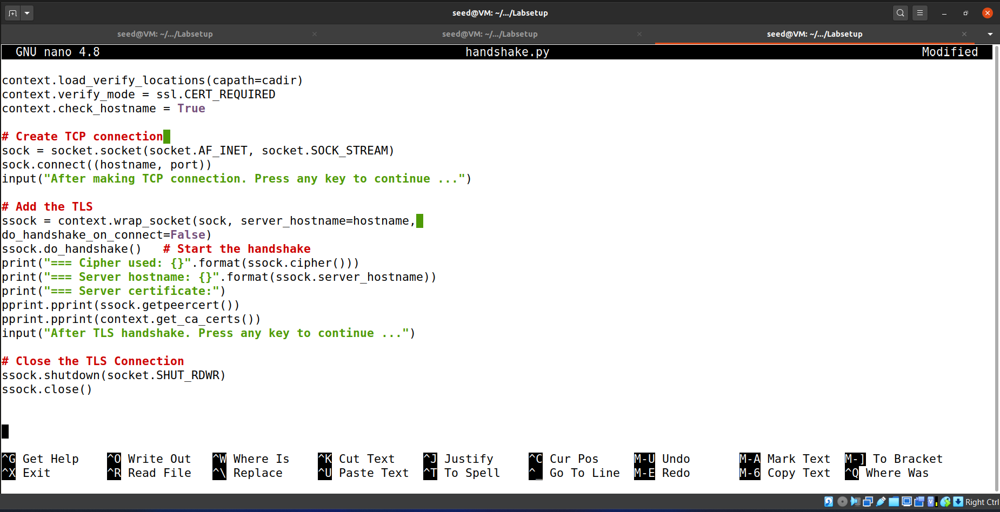 seed@VM: ~/.../Labsetup
seed@VM: ~/.../Labsetup
seed@VM: ~/.../Labsetup
seed@VM: ~/.../Labsetup
GNU nano 4.8 handshake.py Modified
context.load_verify_locations(capath=cadir)
context.verify_mode = ssl.CERT_REQUIRED
context.check_hostname = True
# Create TCP connection
sock = socket.socket(socket.AF_INET, socket.SOCK_STREAM)
sock.connect((hostname, port))
input("After making TCP connection. Press any key to continue ...")
# Add the TLS
ssock = context.wrap_socket(sock, server_hostname=hostname,
do_handshake_on_connect=False)
ssock.do_handshake()   # Start the handshake
print("=== Cipher used: {}".format(ssock.cipher()))
print("=== Server hostname: {}".format(ssock.server_hostname))
print("=== Server certificate:")
pprint.pprint(ssock.getpeercert())
pprint.pprint(context.get_ca_certs())
input("After TLS handshake. Press any key to continue ...")
# Close the TLS Connection
ssock.shutdown(socket.SHUT_RDWR)
ssock.close()
^G Get Help ^O Write Out ^W Where Is ^K Cut Text ^J Justify ^C Cur Pos M-U Undo M-A Mark Text M-] To Bracket
^X Exit ^R Read File ^\ Replace ^U Paste Text ^T To Spell ^_ Go To Line M-E Redo M-6 Copy Text ^Q Where Was
Right Ctrl